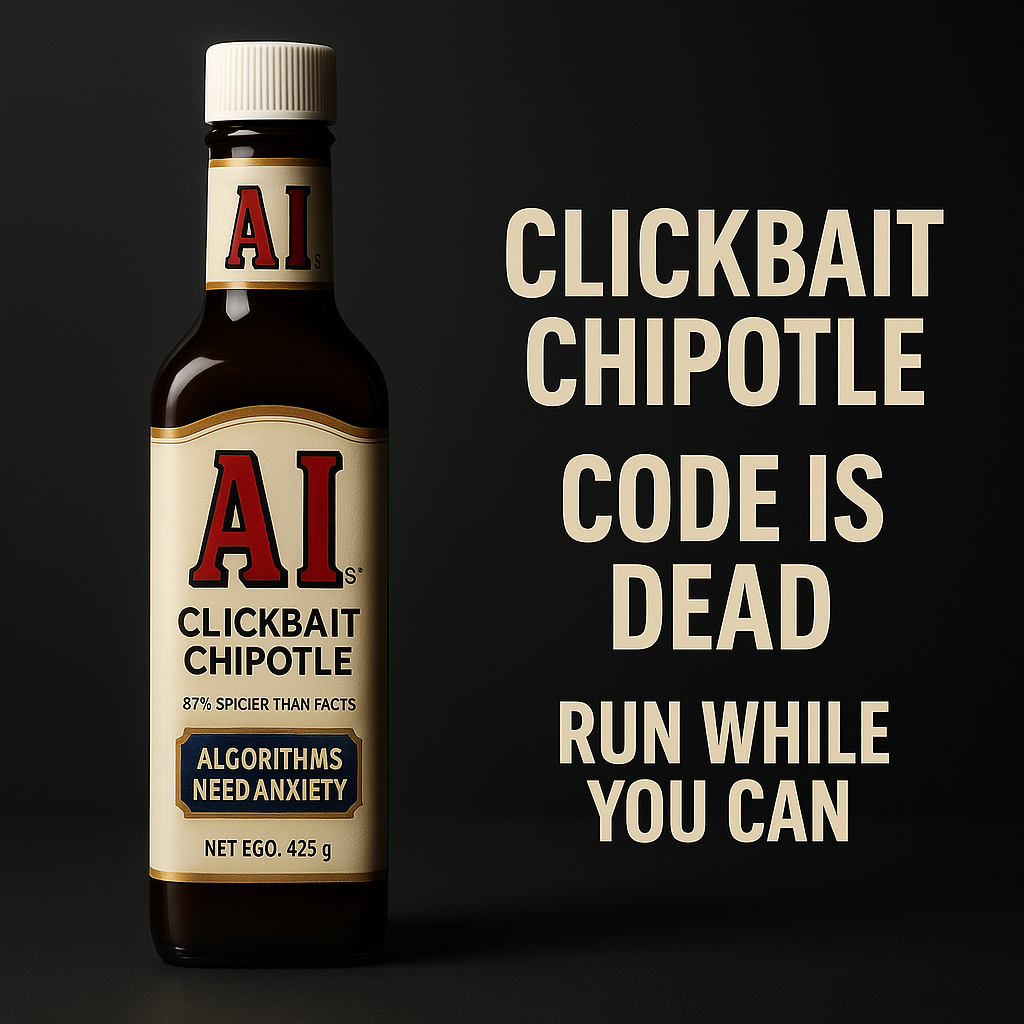 AI
s
AI
S®
CLICKBAIT
CHIPOTLE
87% SPICIER THAN FACTS
ALGORITHMS
NEED ANXIETY
NET EGO. 425 g
CLICKBAIT
CHIPOTLE
CODE IS
DEAD
RUN WHILE
YOU CAN